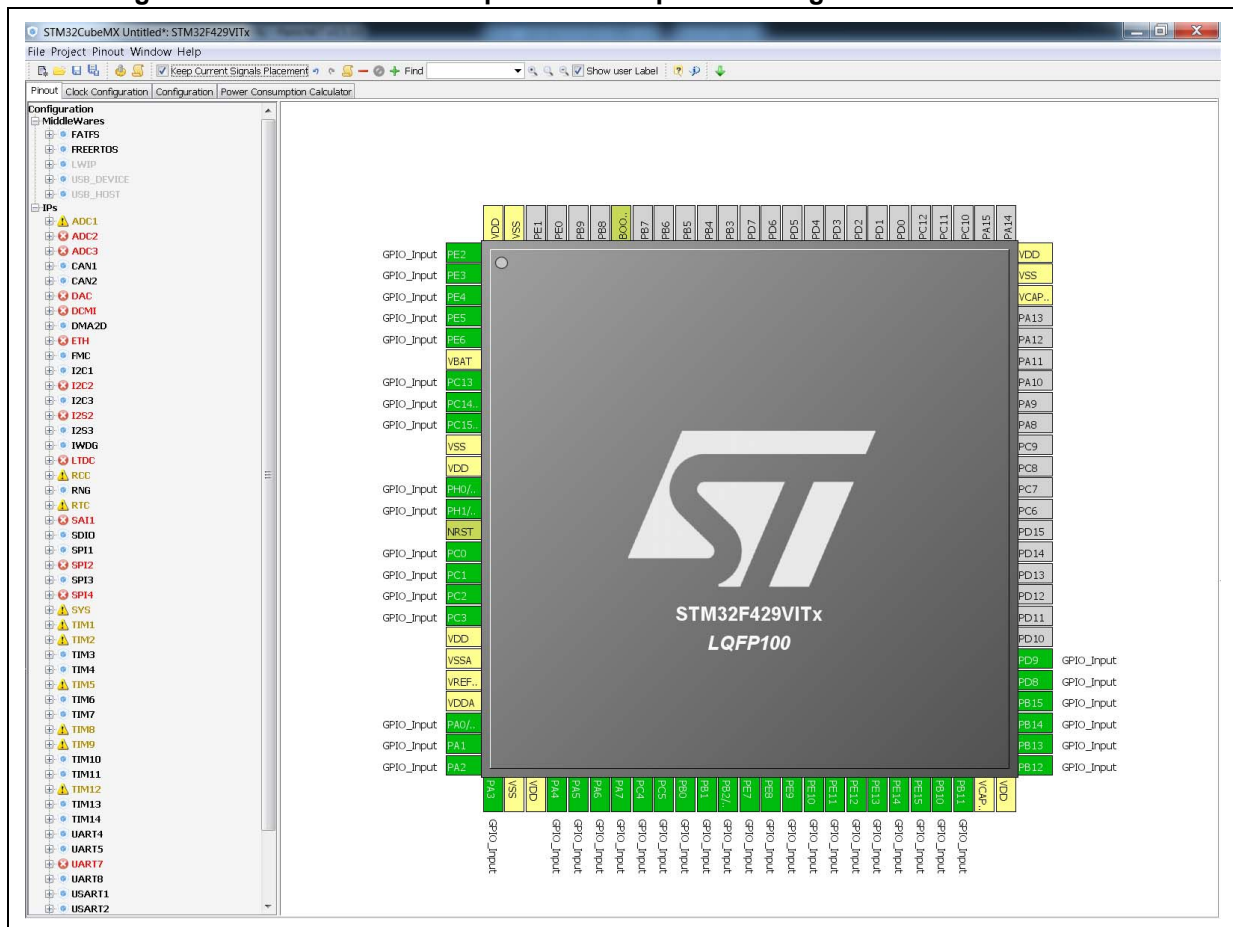 STM32CubeMX Untitled*: STM32F429VITx
File Project Pinout Window Help
Keep Current Signals Placement Find Show user Label
Pinout Clock Configuration Configuration Power Consumption Calculator
Configuration
MiddleWares
FATFS
FREERTOS
LWIP
USB_DEVICE
USB_HOST
IPs
ADC1
ADC2
ADC3
CAN1
CAN2
DAC
DCMI
DMA2D
ETH
FMC
I2C1
I2C2
I2C3
I2S2
I2S3
IWDG
LTDC
RCC
RNG
RTC
SAI1
SDIO
SPI1
SPI2
SPI3
SPI4
SYS
TIM1
TIM2
TIM3
TIM4
TIM5
TIM6
TIM7
TIM8
TIM9
TIM10
TIM11
TIM12
TIM13
TIM14
UART4
UART5
UART7
UART8
USART1
USART2
VDD VSS PE1 PE0 PB9 PB8 BOO.. PB7 PB6 PB5 PB4 PB3 PD7 PD6 PD5 PD4 PD3 PD2 PD1 PD0 PC12 PC11 PC10 PA15 PA14
GPIO_Input PE2
GPIO_Input PE3
GPIO_Input PE4
GPIO_Input PE5
GPIO_Input PE6
VBAT
GPIO_Input PC13
GPIO_Input PC14..
GPIO_Input PC15..
VSS
VDD
GPIO_Input PH0/..
GPIO_Input PH1/..
NRST
GPIO_Input PC0
GPIO_Input PC1
GPIO_Input PC2
GPIO_Input PC3
VDD
VSSA
VREF..
VDDA
GPIO_Input PA0/..
GPIO_Input PA1
GPIO_Input PA2
ST
STM32F429VITx
LQFP100
VDD
VSS
VCAP..
PA13
PA12
PA11
PA10
PA9
PA8
PC9
PC8
PC7
PC6
PD15
PD14
PD13
PD12
PD11
PD10
PD9 GPIO_Input
PD8 GPIO_Input
PB15 GPIO_Input
PB14 GPIO_Input
PB13 GPIO_Input
PB12 GPIO_Input
PA3 VSS VDD PA4 PA5 PA6 PA7 PC4 PC5 PB0 PB1 PB2/.. PE7 PE8 PE9 PE10 PE11 PE12 PE13 PE14 PE15 PB10 PB11 VCAP.. VDD
GPIO_Input GPIO_Input GPIO_Input GPIO_Input GPIO_Input GPIO_Input GPIO_Input GPIO_Input GPIO_Input GPIO_Input GPIO_Input GPIO_Input GPIO_Input GPIO_Input GPIO_Input GPIO_Input GPIO_Input GPIO_Input GPIO_Input GPIO_Input GPIO_Input